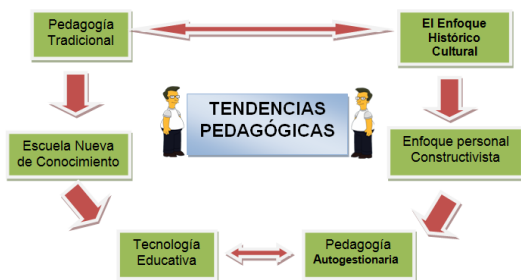 Pedagogía
Tradicional
El Enfoque
Histórico
Cultural
TENDENCIAS
PEDAGÓGICAS
Escuela Nueva
de Conocimiento
Enfoque personal
Constructivista
Tecnología
Educativa
Pedagogía
Autogestionaria